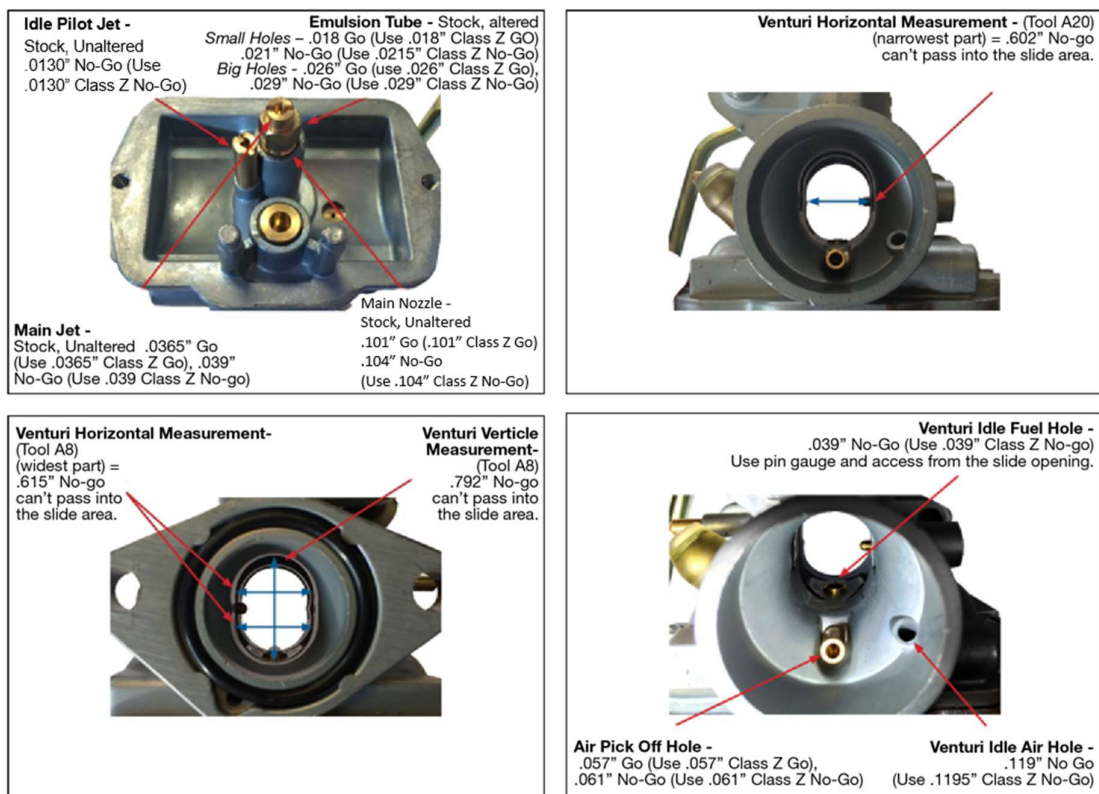 Idle Pilot Jet -
Stock, Unaltered
.0130” No-Go (Use
.0130” Class Z No-Go)
Emulsion Tube - Stock, altered
Small Holes – .018 Go (Use .018” Class Z GO)
.021” No-Go (Use .0215” Class Z No-Go)
Big Holes - .026” Go (use .026” Class Z Go),
.029” No-Go (Use .029” Class Z No-Go)
Main Jet -
Stock, Unaltered .0365” Go
(Use .0365” Class Z Go), .039”
No-Go (Use .039 Class Z No-go)
Main Nozzle -
Stock, Unaltered
.101” Go (.101” Class Z Go)
.104” No-Go
(Use .104” Class Z No-Go)
Venturi Horizontal Measurement - (Tool A20)
(narrowest part) = .602” No-go
can’t pass into the slide area.
Venturi Horizontal Measurement-
(Tool A8)
(widest part) =
.615” No-go
can’t pass into
the slide area.
Venturi Verticle
Measurement-
(Tool A8)
.792” No-go
can’t pass into
the slide area.
Venturi Idle Fuel Hole -
.039” No-Go (Use .039” Class Z No-go)
Use pin gauge and access from the slide opening.
Air Pick Off Hole -
.057” Go (Use .057” Class Z Go),
.061” No-Go (Use .061” Class Z No-Go)
Venturi Idle Air Hole -
.119” No Go
(Use .1195” Class Z No-Go)